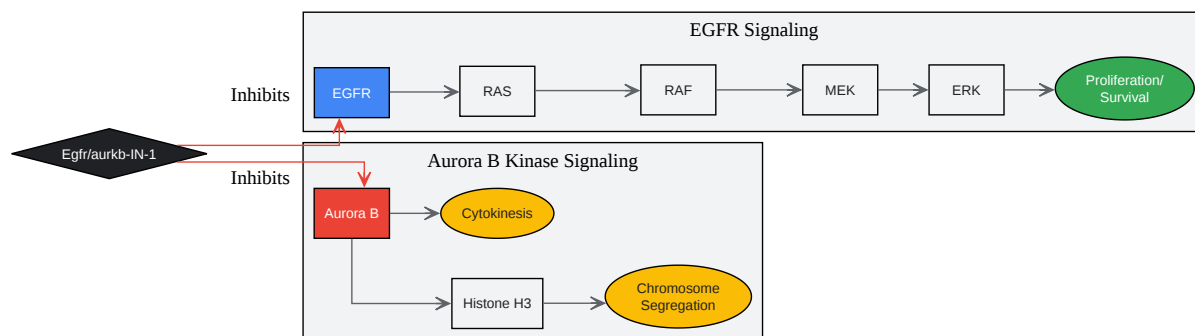 EGFR Signaling
Inhibits
EGFR
RAS
RAF
MEK
ERK
Proliferation/
Survival
Egfr/aurkb-IN-1
Inhibits
Aurora B Kinase Signaling
Aurora B
Cytokinesis
Histone H3
Chromosome
Segregation